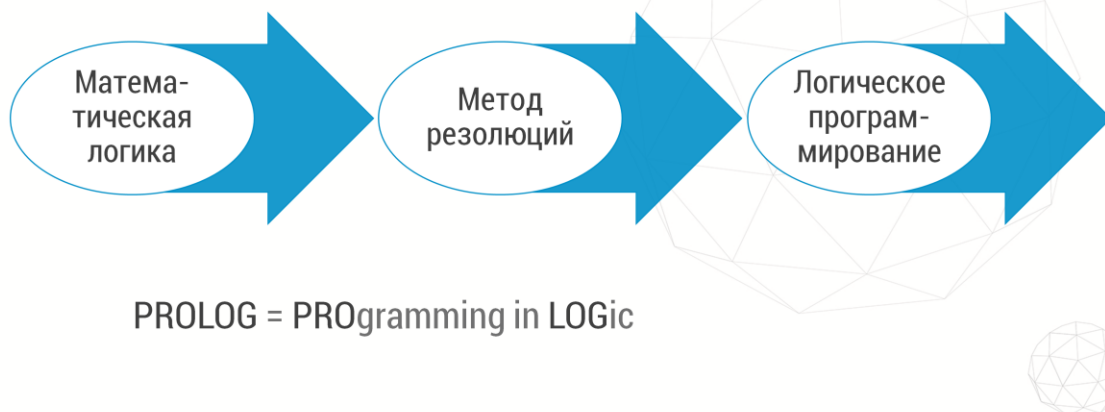 Матема-
тическая
логика
Метод
резолюций
Логическое
програм-
мирование
PROLOG = PROgramming in LOGic